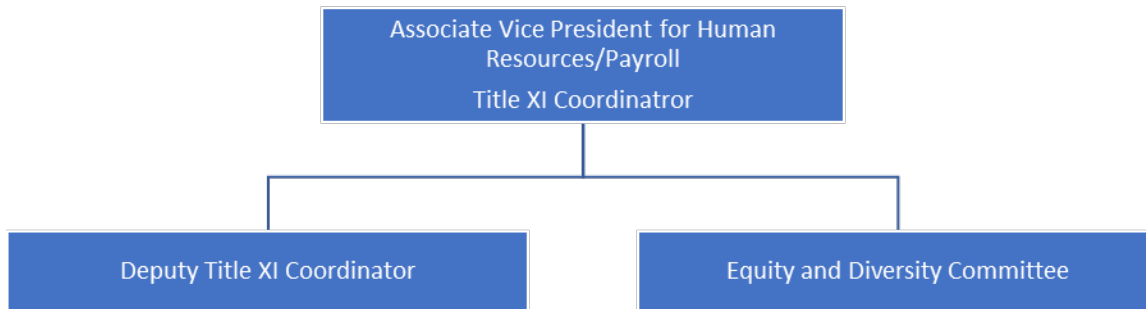 Associate Vice President for Human
Resources/Payroll
Title XI Coordinatror
Deputy Title XI Coordinator
Equity and Diversity Committee